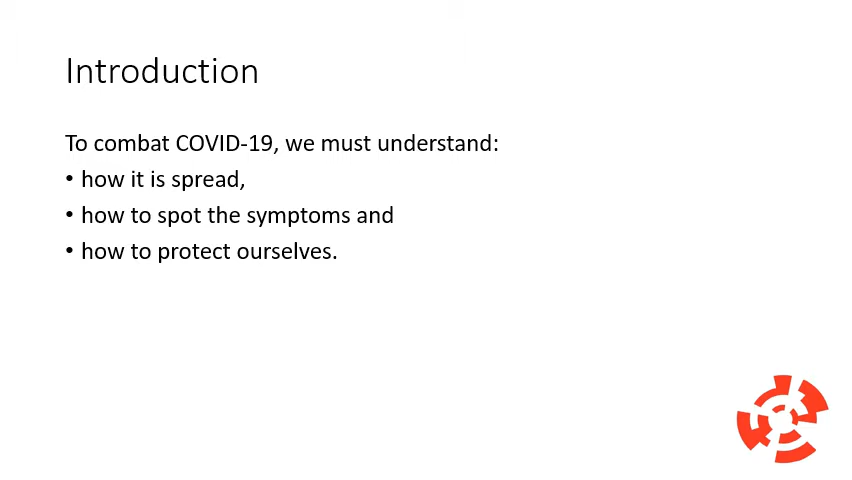 Introduction
To combat COVID-19, we must understand:
• how it is spread,
• how to spot the symptoms and
• how to protect ourselves.